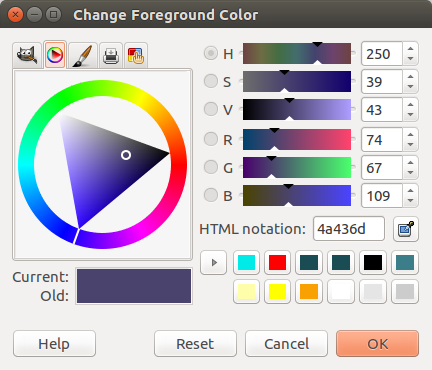 Change Foreground Color
H 250
S 39
V 43
R 74
G 67
B 109
HTML notation: 4a436d
Current:
Old:
Help Reset Cancel OK